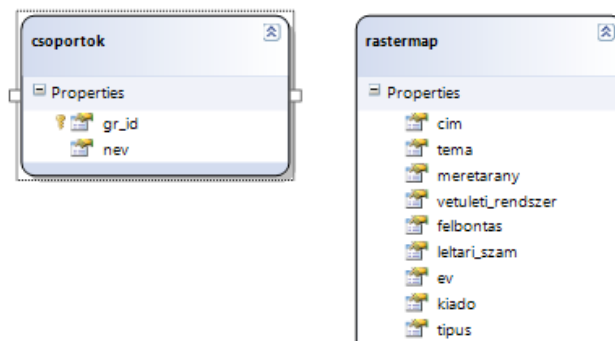 csoportok
Properties
gr_id
nev
rastermap
Properties
cim
tema
meretarany
vetuleti_rendszer
felbontas
leltari_szam
ev
kiado
tipus